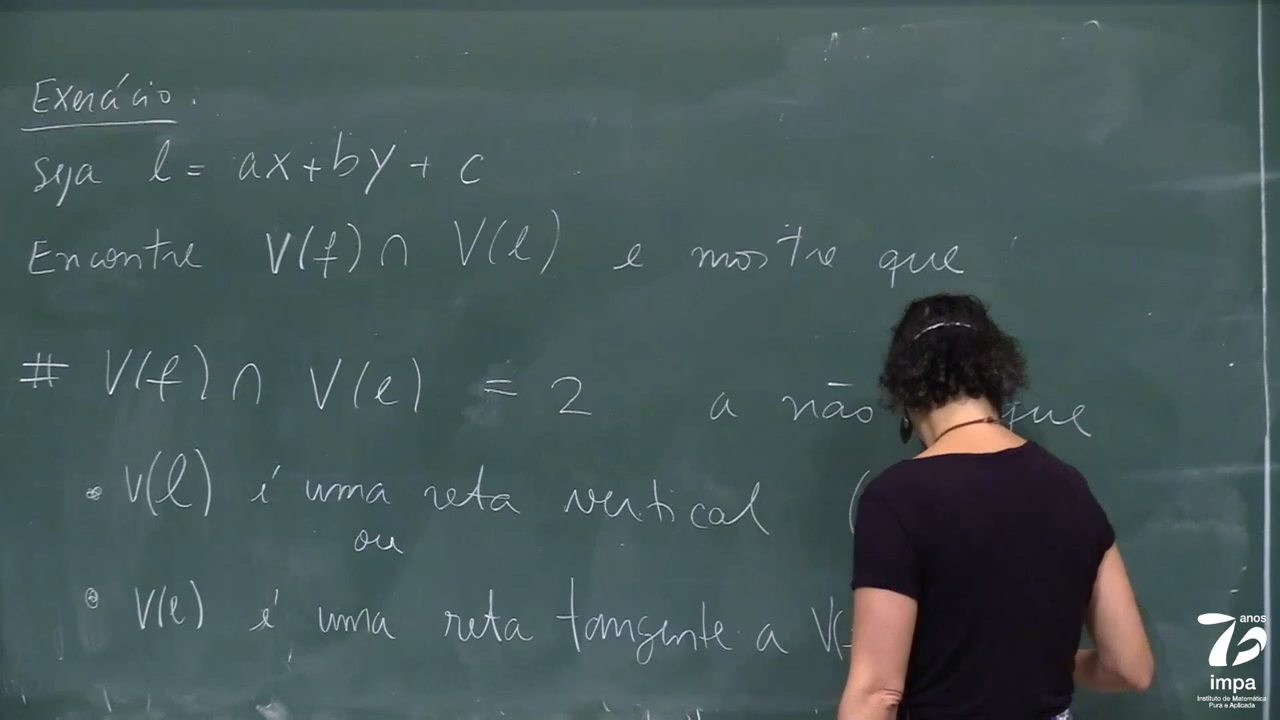 Exercício.
Seja l = ax + by + c
Encontre V(f) ∩ V(l) e mostre que
# V(f) ∩ V(l) = 2 a não que
• V(l) é uma reta vertical (
ou
• V(l) é uma reta tangente a V(
70 anos
impa
Instituto de Matemática
Pura e Aplicada